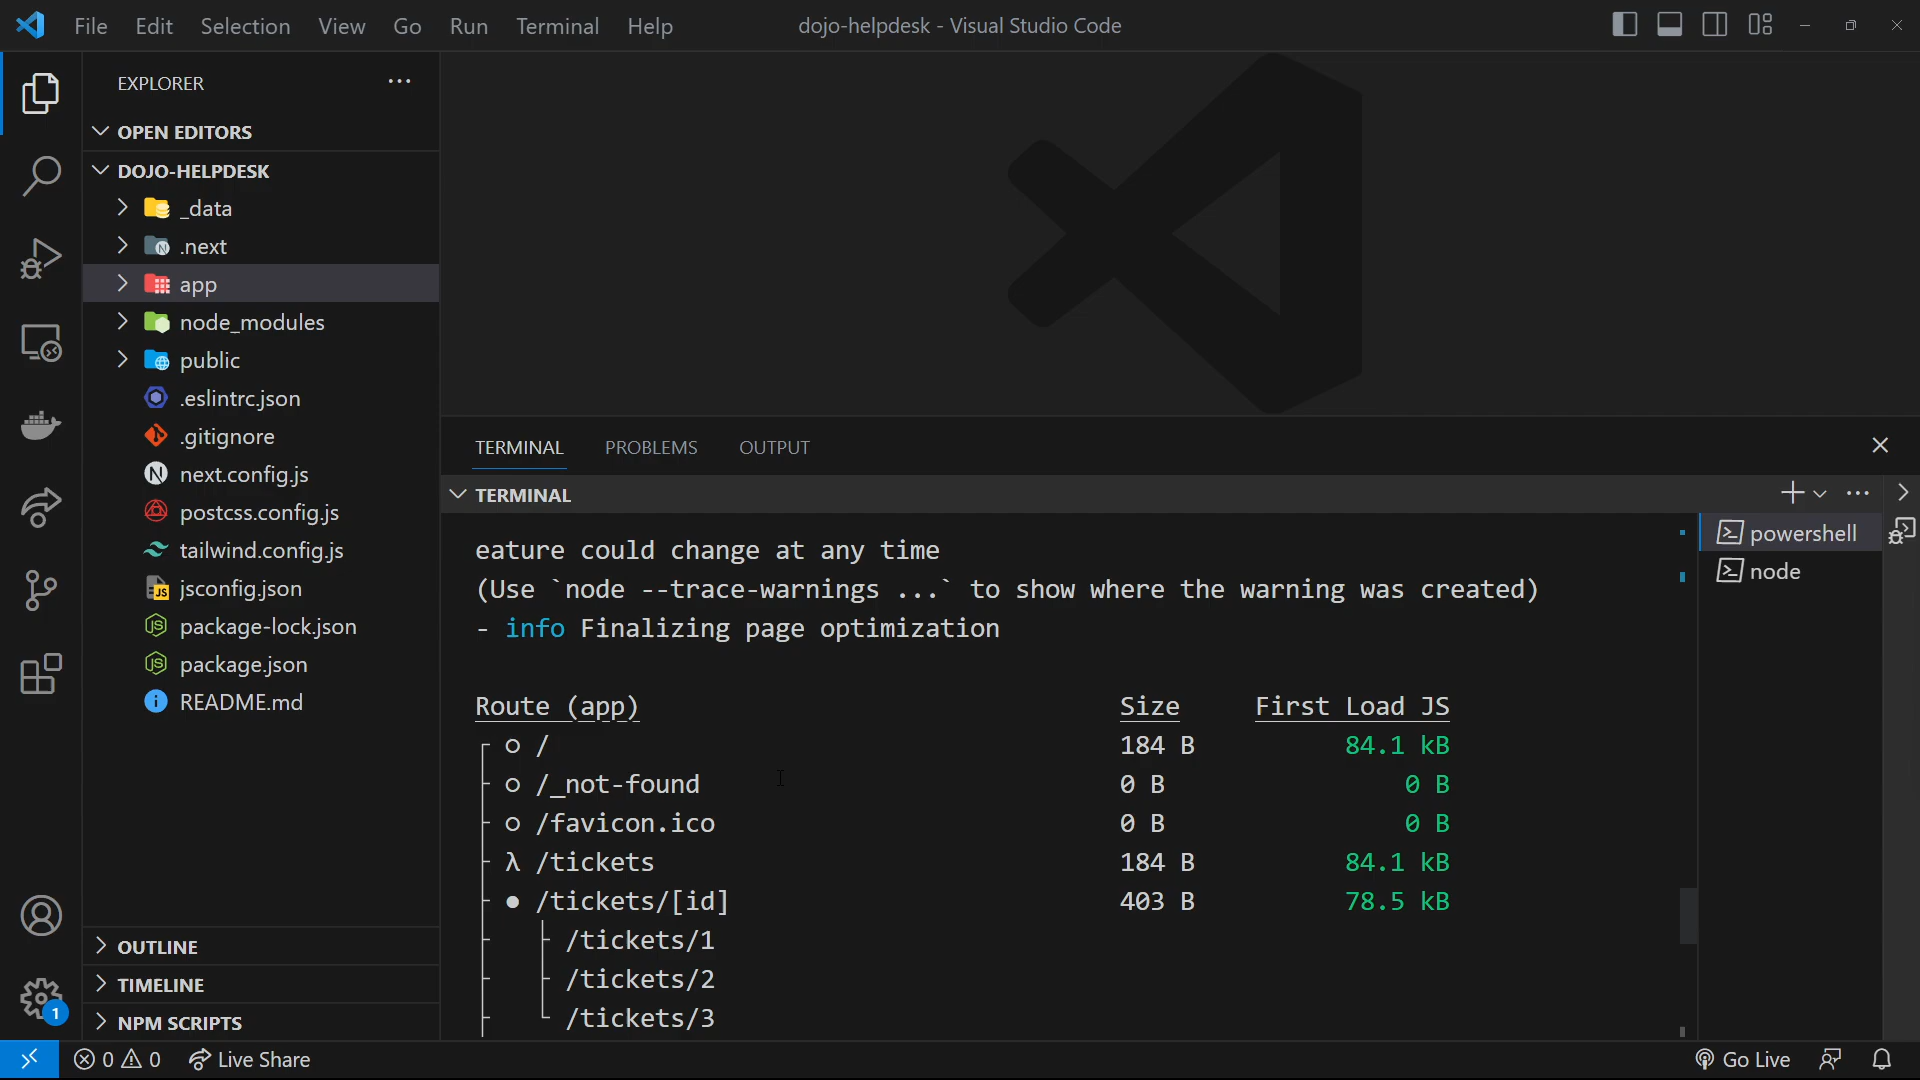 File Edit Selection View Go Run Terminal Help dojo-helpdesk - Visual Studio Code
EXPLORER
OPEN EDITORS
DOJO-HELPDESK
_data
.next
app
node_modules
public
.eslintrc.json
.gitignore
next.config.js
postcss.config.js
tailwind.config.js
jsconfig.json
package-lock.json
package.json
README.md
OUTLINE
TIMELINE
NPM SCRIPTS
TERMINAL PROBLEMS OUTPUT
TERMINAL
eature could change at any time
(Use `node --trace-warnings ...` to show where the warning was created)
- info Finalizing page optimization
Route (app) Size First Load JS
┌ ○ / 184 B 84.1 kB
├ ○ /_not-found 0 B 0 B
├ ○ /favicon.ico 0 B 0 B
├ λ /tickets 184 B 84.1 kB
├ ● /tickets/[id] 403 B 78.5 kB
├ ├ /tickets/1
├ ├ /tickets/2
├ └ /tickets/3
powershell
node
1
0 0 Live Share Go Live